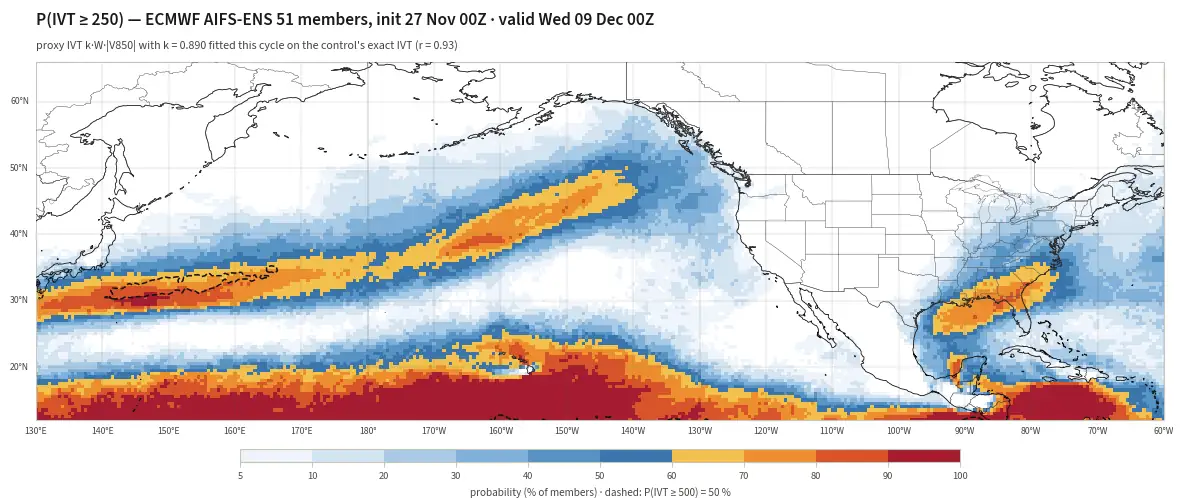 P(IVT ≥ 250) — ECMWF AIFS-ENS 51 members, init 27 Nov 00Z · valid Wed 09 Dec 00Z
proxy IVT k·W·|V850| with k = 0.890 fitted this cycle on the control's exact IVT (r = 0.93)
60°N
50°N
40°N
30°N
20°N
130°E 140°E 150°E 160°E 170°E 180° 170°W 160°W 150°W 140°W 130°W 120°W 110°W 100°W 90°W 80°W 70°W 60°W
5 10 20 30 40 50 60 70 80 90 100
probability (% of members) · dashed: P(IVT ≥ 500) = 50 %